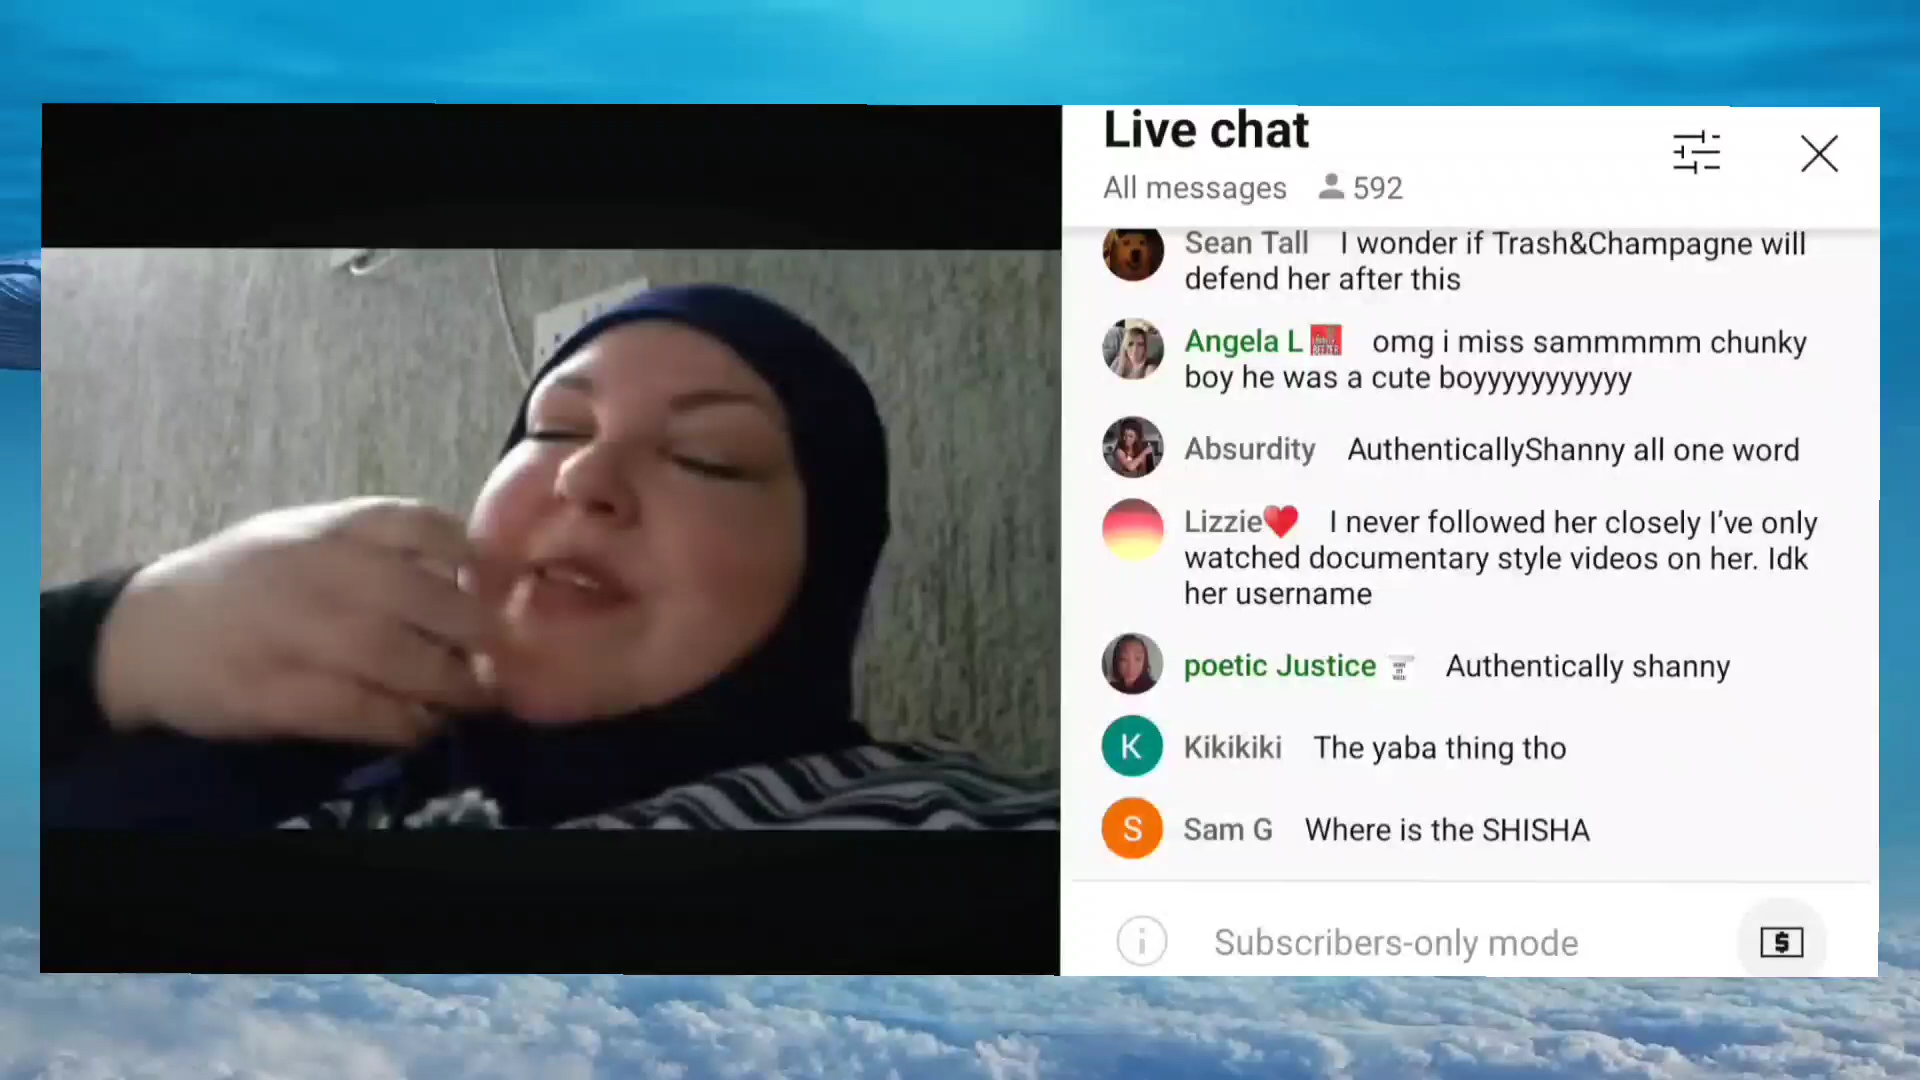 Live chat
All messages 592
Sean Tall I wonder if Trash&Champagne will
defend her after this
Angela L omg i miss sammmmm chunky
boy he was a cute boyyyyyyyyyyy
Absurdity AuthenticallyShanny all one word
Lizzie❤️ I never followed her closely I've only
watched documentary style videos on her. Idk
her username
poetic Justice Authentically shanny
K Kikikiki The yaba thing tho
S Sam G Where is the SHISHA
Subscribers-only mode
$